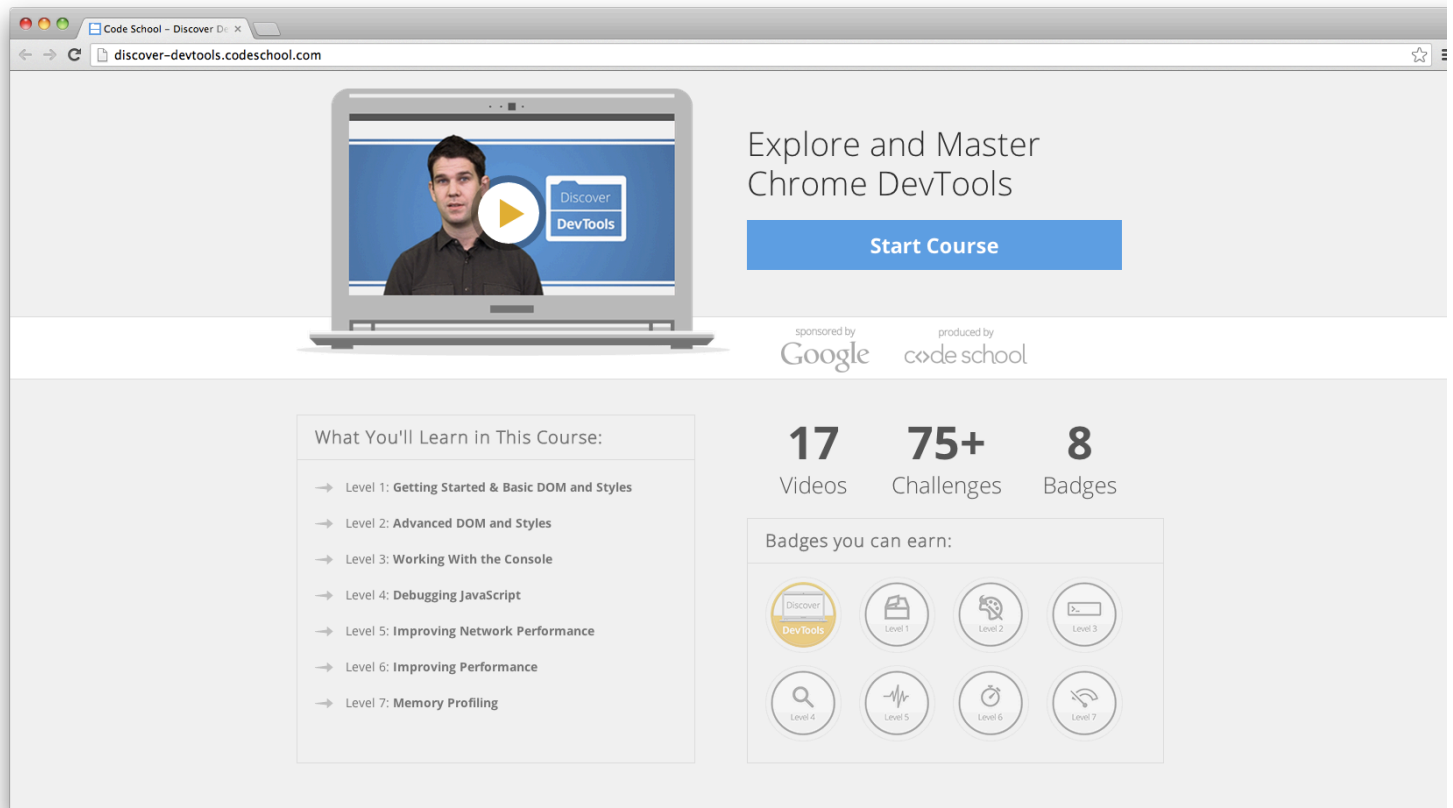 Code School – Discover De
discover-devtools.codeschool.com
Discover
DevTools
Explore and Master
Chrome DevTools
Start Course
sponsored by
Google
produced by
c<>de school
What You'll Learn in This Course:
Level 1: Getting Started & Basic DOM and Styles
Level 2: Advanced DOM and Styles
Level 3: Working With the Console
Level 4: Debugging JavaScript
Level 5: Improving Network Performance
Level 6: Improving Performance
Level 7: Memory Profiling
17
Videos
75+
Challenges
8
Badges
Badges you can earn:
Discover
DevTools
Level 1
Level 2
Level 3
Level 4
Level 5
Level 6
Level 7